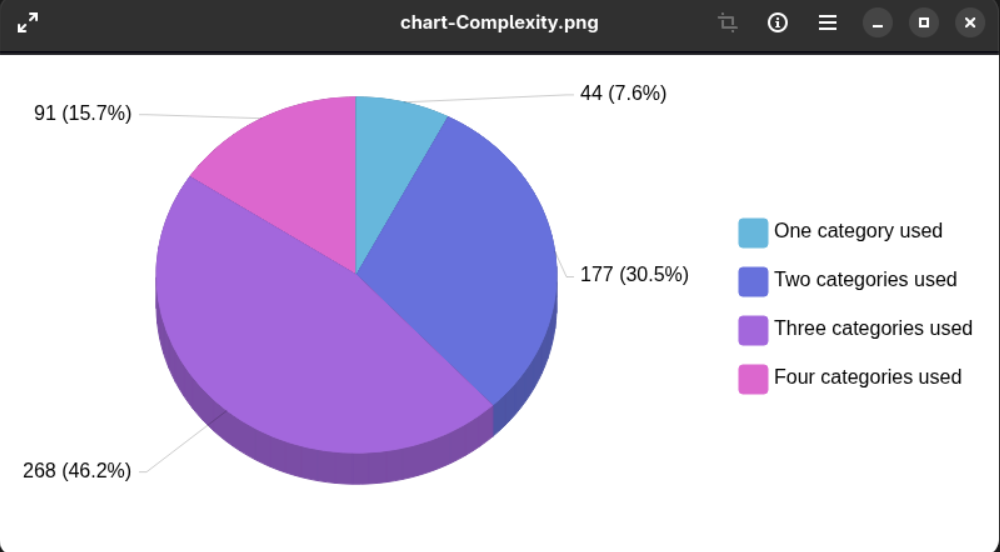 chart-Complexity.png
44 (7.6%)
91 (15.7%)
177 (30.5%)
268 (46.2%)
One category used
Two categories used
Three categories used
Four categories used